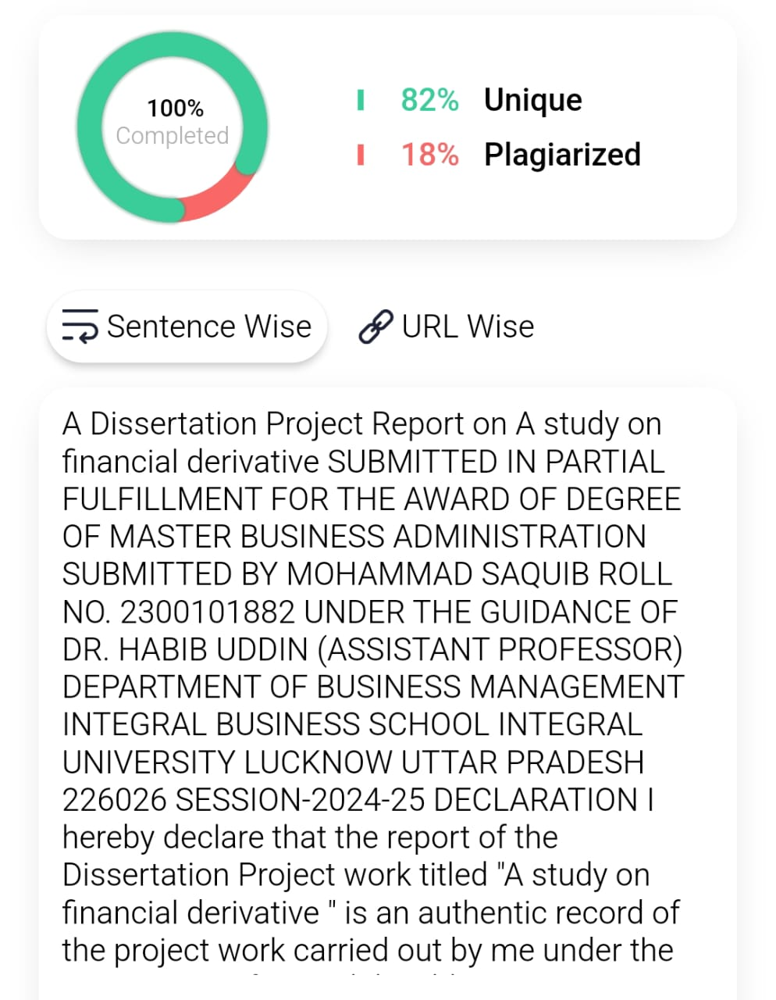 100%
Completed
82% Unique
18% Plagiarized
Sentence Wise
URL Wise
A Dissertation Project Report on A study on
financial derivative SUBMITTED IN PARTIAL
FULFILLMENT FOR THE AWARD OF DEGREE
OF MASTER BUSINESS ADMINISTRATION
SUBMITTED BY MOHAMMAD SAQUIB ROLL
NO. 2300101882 UNDER THE GUIDANCE OF
DR. HABIB UDDIN (ASSISTANT PROFESSOR)
DEPARTMENT OF BUSINESS MANAGEMENT
INTEGRAL BUSINESS SCHOOL INTEGRAL
UNIVERSITY LUCKNOW UTTAR PRADESH
226026 SESSION-2024-25 DECLARATION I
hereby declare that the report of the
Dissertation Project work titled "A study on
financial derivative " is an authentic record of
the project work carried out by me under the